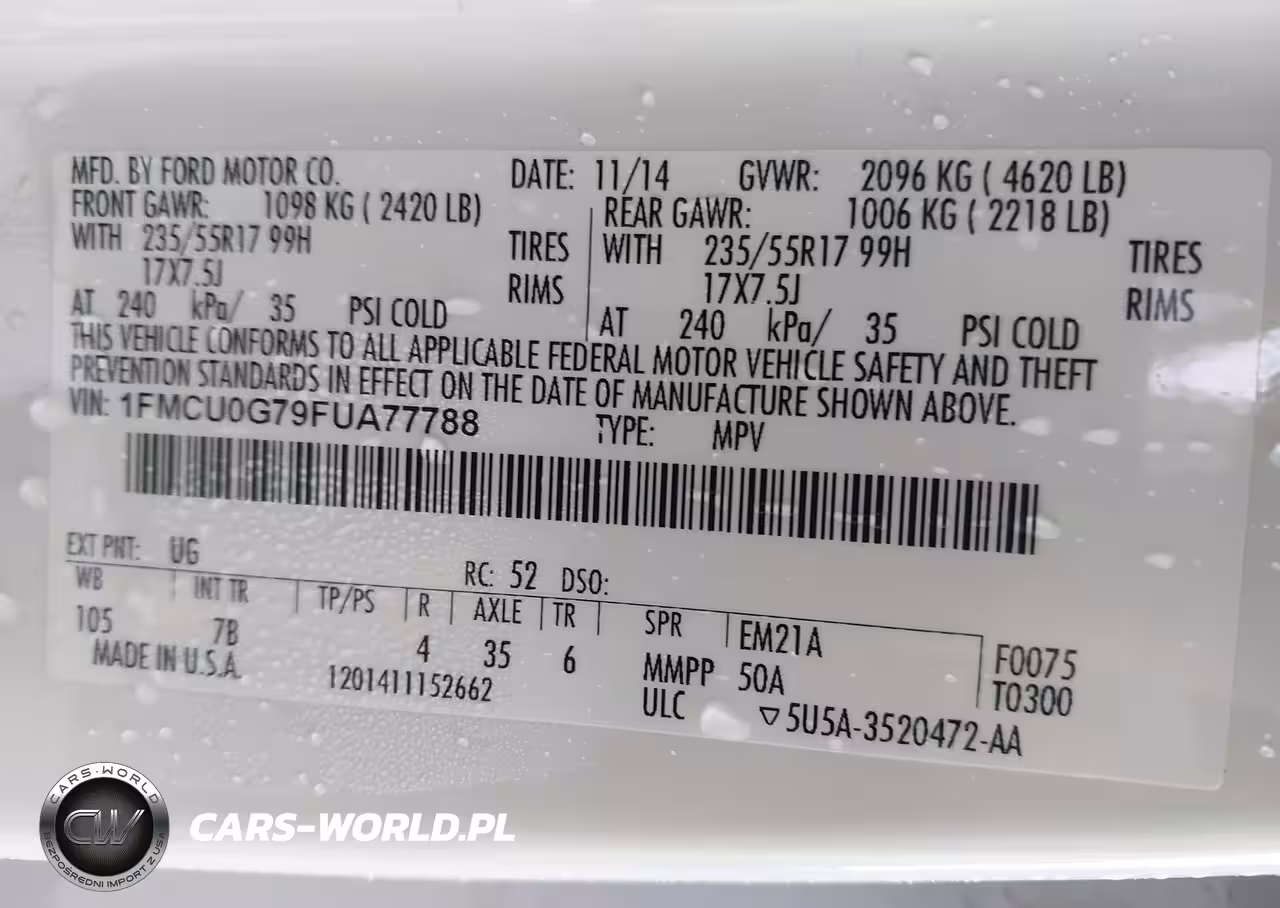 MFD. BY FORD MOTOR CO. DATE: 11/14 GVWR: 2096 KG ( 4620 LB)
FRONT GAWR: 1098 KG ( 2420 LB) REAR GAWR: 1006 KG ( 2218 LB)
WITH 235/55R17 99H TIRES WITH 235/55R17 99H TIRES
17X7.5J RIMS 17X7.5J RIMS
AT 240 kPa/ 35 PSI COLD AT 240 kPa/ 35 PSI COLD
THIS VEHICLE CONFORMS TO ALL APPLICABLE FEDERAL MOTOR VEHICLE SAFETY AND THEFT
PREVENTION STANDARDS IN EFFECT ON THE DATE OF MANUFACTURE SHOWN ABOVE.
VIN: 1FMCU0G79FUA77788 TYPE: MPV
EXT PNT: UG RC: 52 DSO:
WB INT TR TP/PS R AXLE TR SPR EM21A F0075
105 7B 4 35 6 MMPP 50A T0300
MADE IN U.S.A. 1201411152662 ULC ▽5U5A-3520472-AA
CARS-WORLD
CW
BEZPOŚREDNI IMPORT Z USA
CARS-WORLD.PL